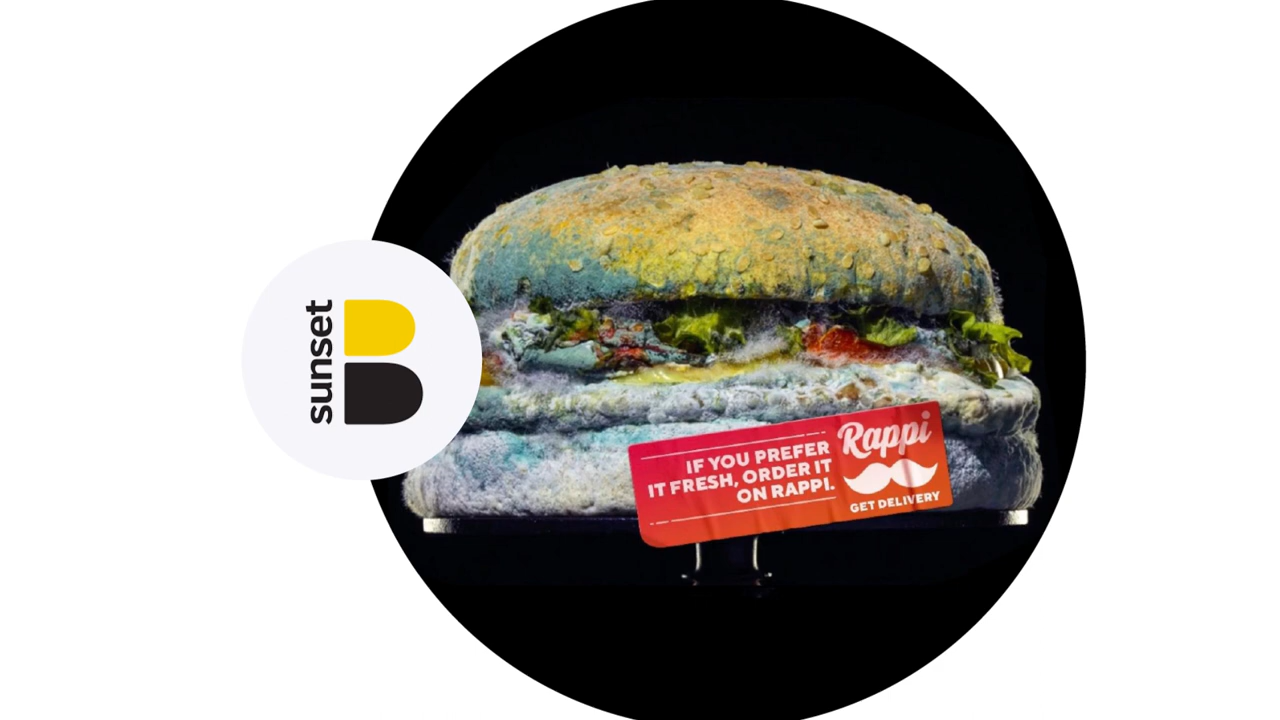 sunset
IF YOU PREFER
IT FRESH, ORDER IT
ON RAPPI.
Rappi
GET DELIVERY